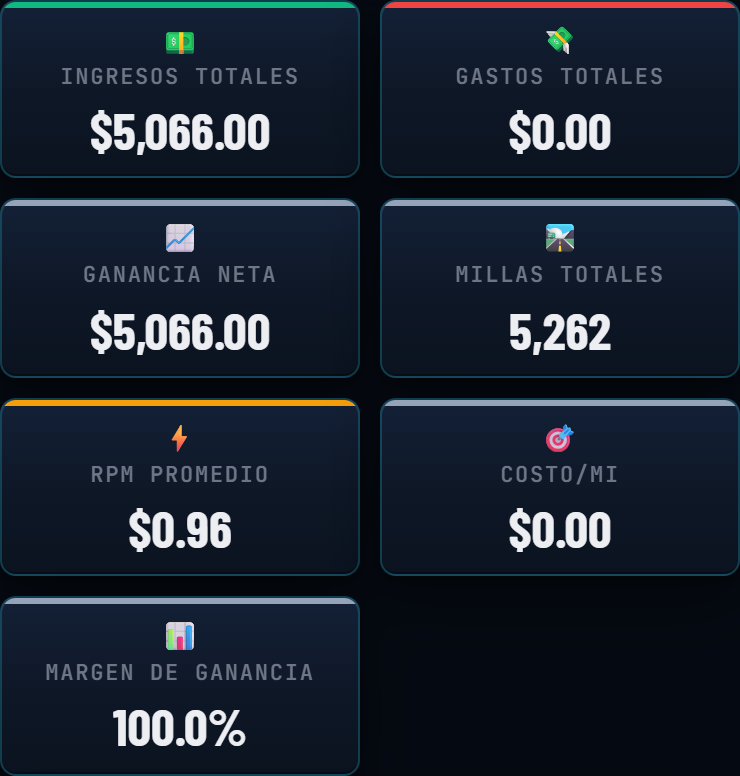 INGRESOS TOTALES
$5,066.00
GASTOS TOTALES
$0.00
GANANCIA NETA
$5,066.00
MILLAS TOTALES
5,262
RPM PROMEDIO
$0.96
COSTO/MI
$0.00
MARGEN DE GANANCIA
100.0%